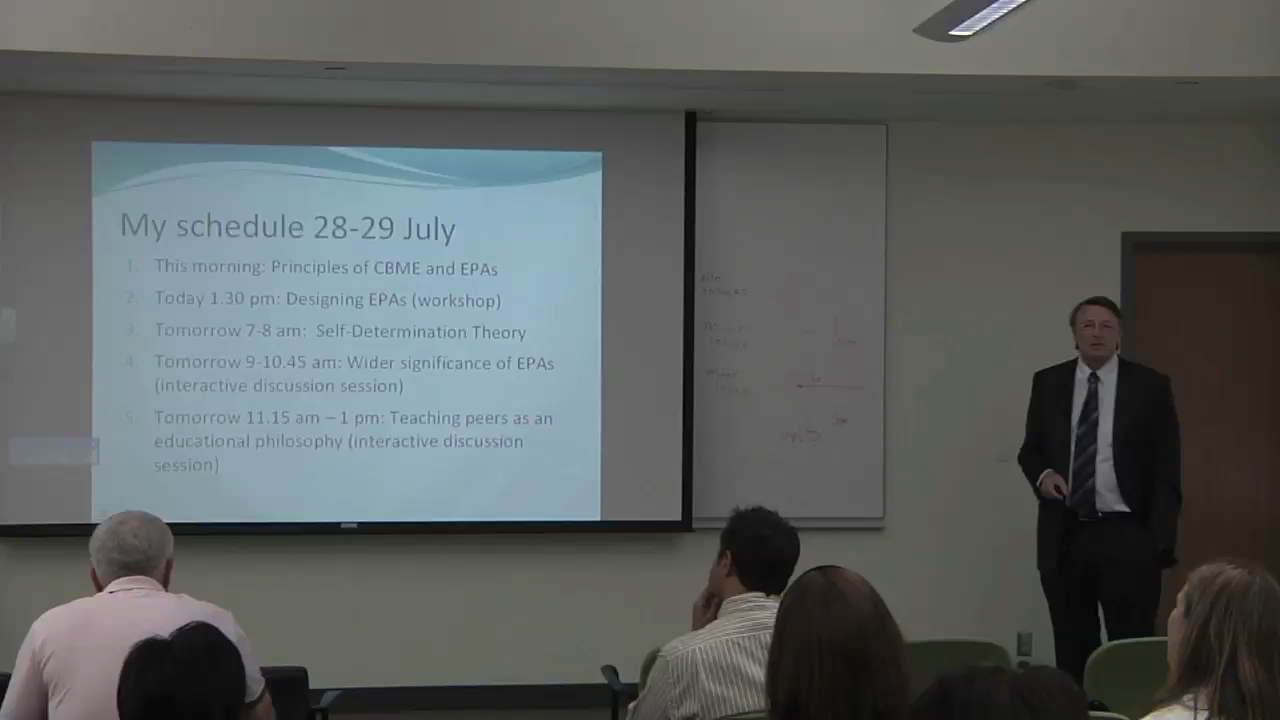 My schedule 28-29 July
1. This morning: Principles of CBME and EPAs
2. Today 1.30 pm: Designing EPAs (workshop)
3. Tomorrow 7-8 am: Self-Determination Theory
4. Tomorrow 9-10.45 am: Wider significance of EPAs
(interactive discussion session)
5. Tomorrow 11.15 am – 1 pm: Teaching peers as an
educational philosophy (interactive discussion
session)